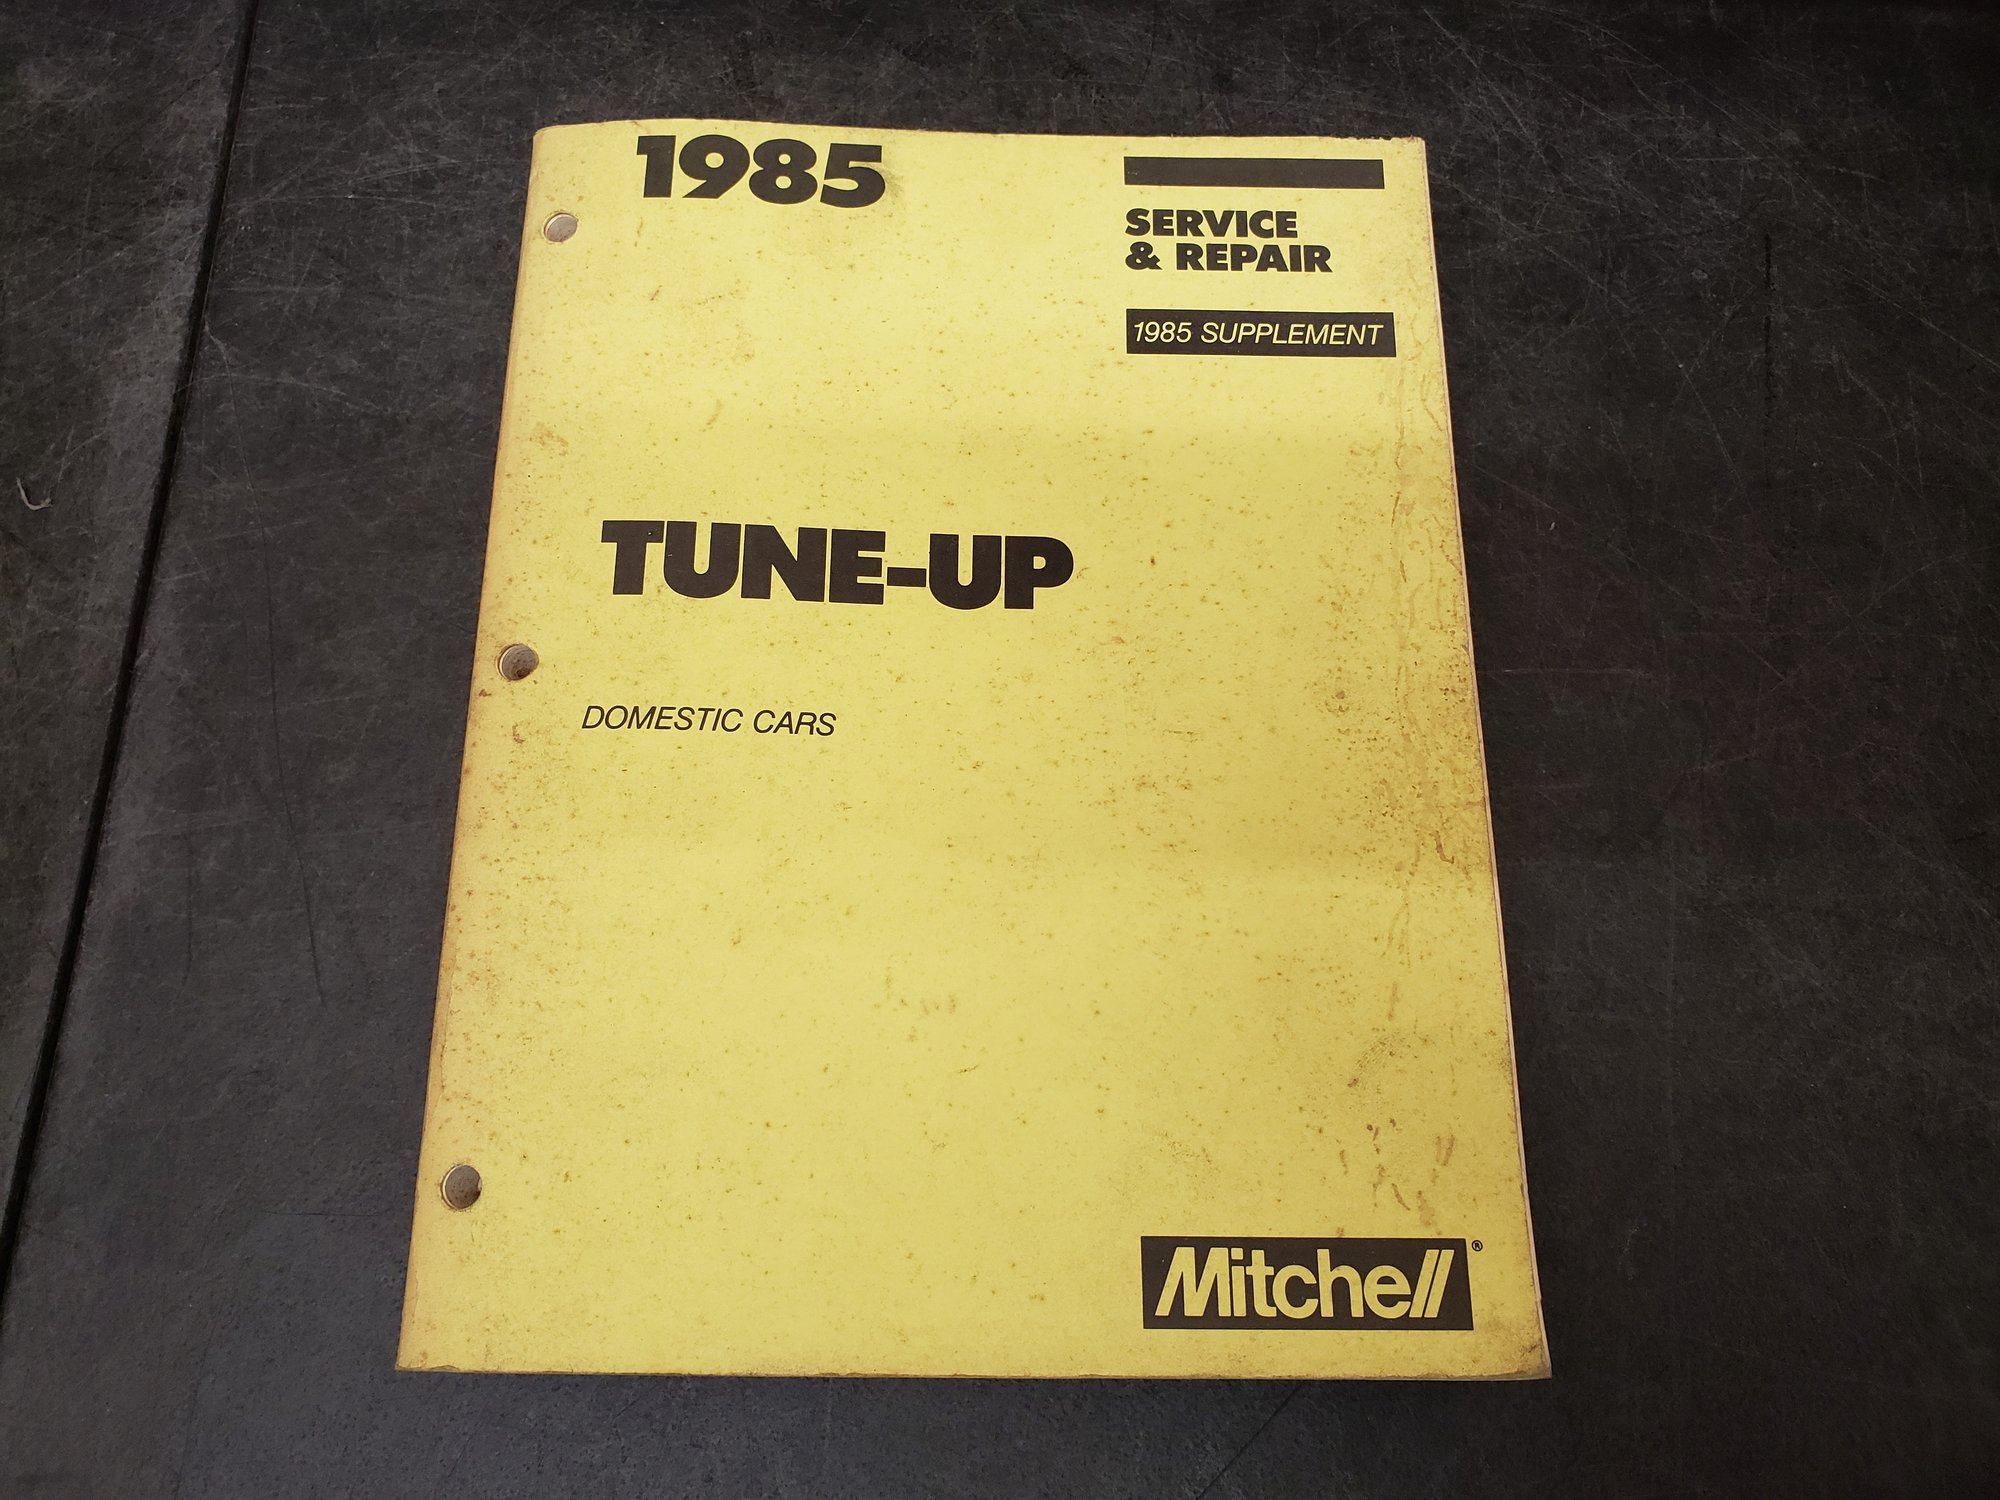 1985
SERVICE
& REPAIR
1985 SUPPLEMENT
TUNE-UP
DOMESTIC CARS
Mitchell®